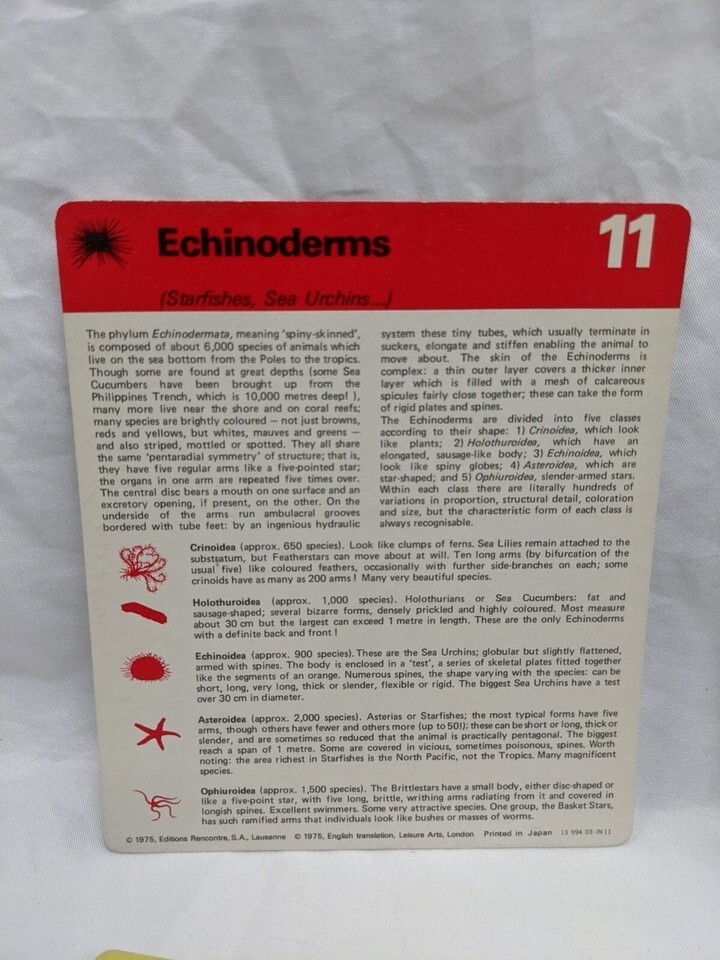 Echinoderms
11
(Starfishes, Sea Urchins...)
The phylum Echinodermata, meaning 'spiny-skinned',
is composed of about 6,000 species of animals which
live on the sea bottom from the Poles to the tropics.
Though some are found at great depths (some Sea
Cucumbers have been brought up from the
Philippines Trench, which is 10,000 metres deep! ),
many more live near the shore and on coral reefs;
many species are brightly coloured — not just browns,
reds and yellows, but whites, mauves and greens —
and also striped, mottled or spotted. They all share
the same 'pentaradial symmetry' of structure; that is,
they have five regular arms like a five-pointed star;
the organs in one arm are repeated five times over.
The central disc bears a mouth on one surface and an
excretory opening, if present, on the other. On the
underside of the arms run ambulacral grooves
bordered with tube feet: by an ingenious hydraulic
system these tiny tubes, which usually terminate in
suckers, elongate and stiffen enabling the animal to
move about. The skin of the Echinoderms is
complex: a thin outer layer covers a thicker inner
layer which is filled with a mesh of calcareous
spicules fairly close together; these can take the form
of rigid plates and spines.
The Echinoderms are divided into five classes
according to their shape: 1) Crinoidea, which look
like plants; 2) Holothuroidea, which have an
elongated, sausage-like body; 3) Echinoidea, which
look like spiny globes; 4) Asteroidea, which are
star-shaped; and 5) Ophiuroidea, slender-armed stars.
Within each class there are literally hundreds of
variations in proportion, structural detail, coloration
and size, but the characteristic form of each class is
always recognisable.
Crinoidea (approx. 650 species). Look like clumps of ferns. Sea Lilies remain attached to the
substratum, but Featherstars can move about at will. Ten long arms (by bifurcation of the
usual five) like coloured feathers, occasionally with further side-branches on each; some
crinoids have as many as 200 arms ! Many very beautiful species.
Holothuroidea (approx. 1,000 species). Holothurians or Sea Cucumbers: fat and
sausage-shaped; several bizarre forms, densely prickled and highly coloured. Most measure
about 30 cm but the largest can exceed 1 metre in length. These are the only Echinoderms
with a definite back and front !
Echinoidea (approx. 900 species). These are the Sea Urchins; globular but slightly flattened,
armed with spines. The body is enclosed in a 'test', a series of skeletal plates fitted together
like the segments of an orange. Numerous spines, the shape varying with the species: can be
short, long, very long, thick or slender, flexible or rigid. The biggest Sea Urchins have a test
over 30 cm in diameter.
Asteroidea (approx. 2,000 species). Asterias or Starfishes; the most typical forms have five
arms, though others have fewer and others more (up to 50!); these can be short or long, thick or
slender, and are sometimes so reduced that the animal is practically pentagonal. The biggest
reach a span of 1 metre. Some are covered in vicious, sometimes poisonous, spines. Worth
noting: the area richest in Starfishes is the North Pacific, not the Tropics. Many magnificent
species.
Ophiuroidea (approx. 1,500 species). The Brittlestars have a small body, either disc-shaped or
like a five-point star, with five long, brittle, writhing arms radiating from it and covered in
longish spines. Excellent swimmers. Some very attractive species. One group, the Basket Stars,
has such ramified arms that individuals look like bushes or masses of worms.
© 1975, Editions Rencontre, S.A., Lausanne © 1975, English translation, Leisure Arts, London Printed in Japan 13 994 03-IN 11